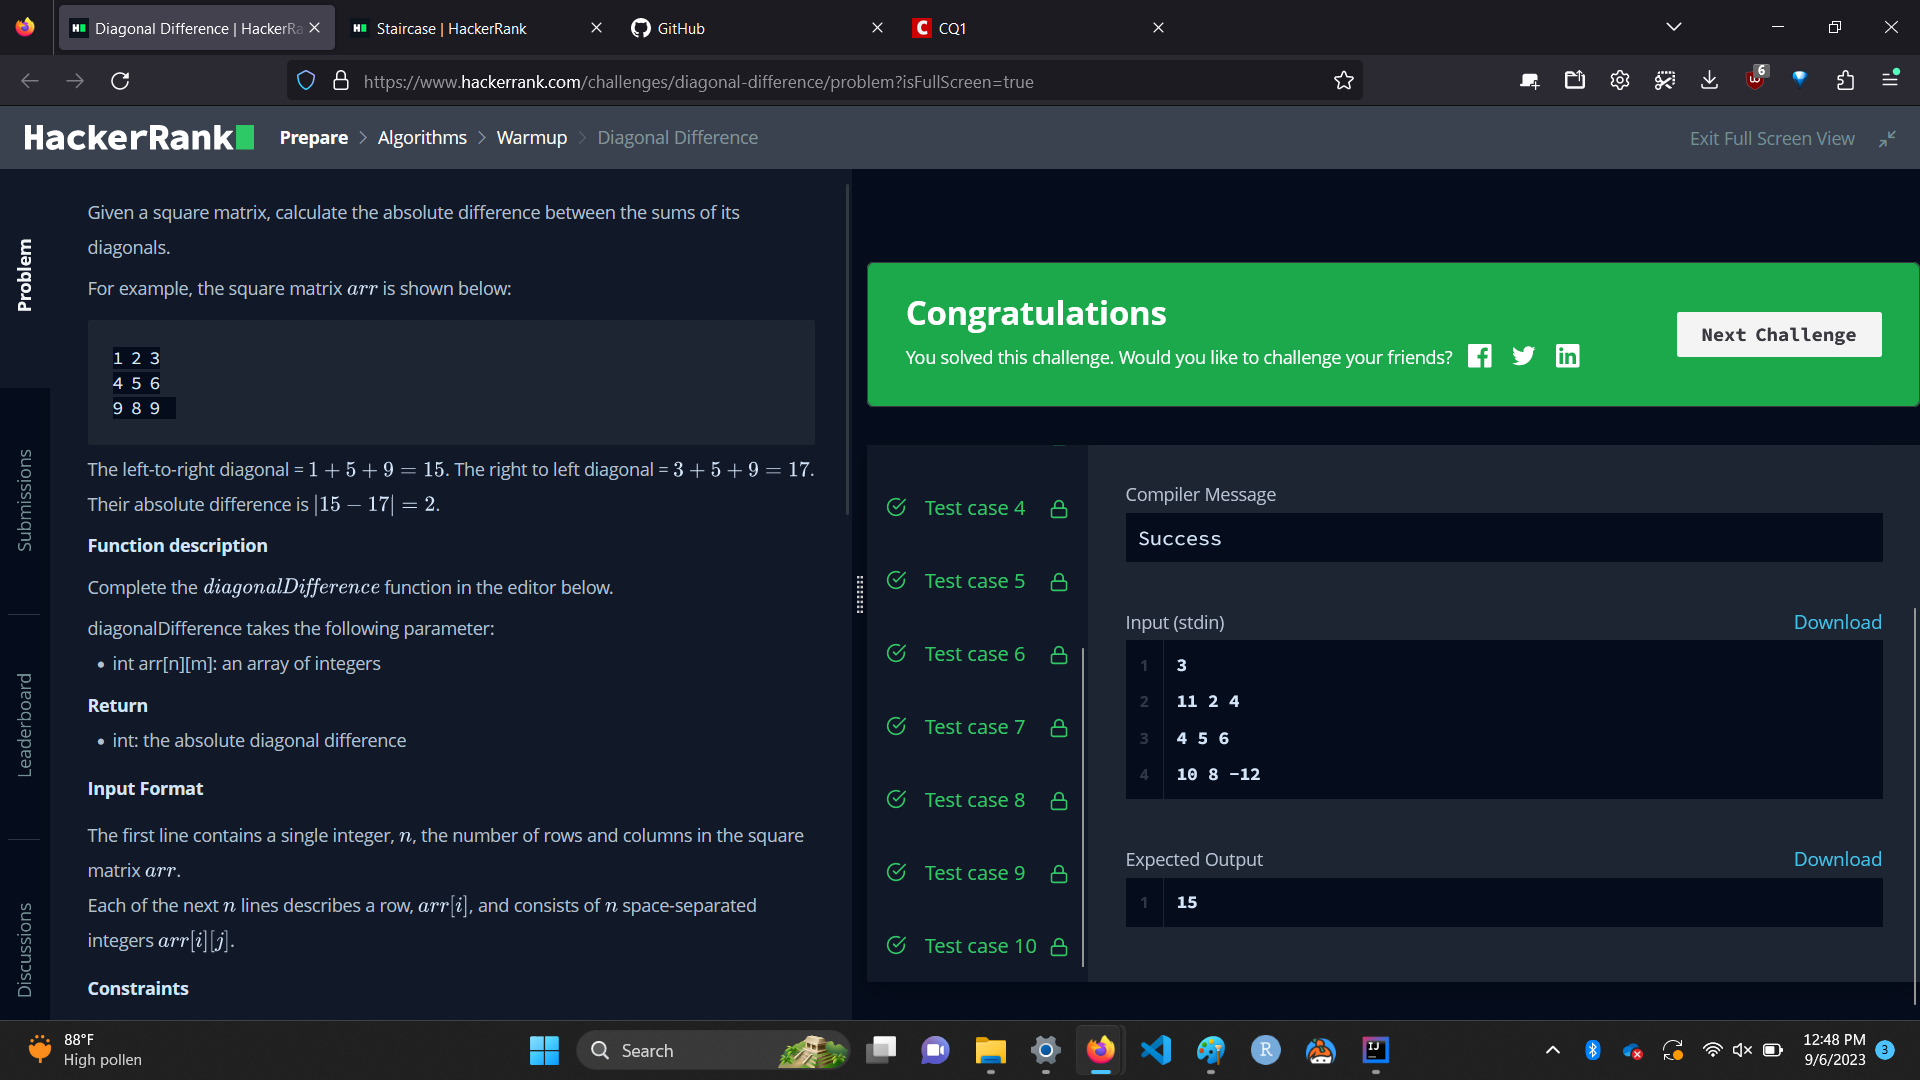 Diagonal Difference | HackerRa
Staircase | HackerRank
GitHub
CQ1
https://www.hackerrank.com/challenges/diagonal-difference/problem?isFullScreen=true
6
HackerRank
Prepare > Algorithms > Warmup > Diagonal Difference
Exit Full Screen View
Problem
Submissions
Leaderboard
Discussions
Given a square matrix, calculate the absolute difference between the sums of its
diagonals.
For example, the square matrix arr is shown below:
1 2 3
4 5 6
9 8 9
The left-to-right diagonal = 1 + 5 + 9 = 15. The right to left diagonal = 3 + 5 + 9 = 17.
Their absolute difference is |15 − 17| = 2.
Function description
Complete the diagonalDifference function in the editor below.
diagonalDifference takes the following parameter:
• int arr[n][m]: an array of integers
Return
• int: the absolute diagonal difference
Input Format
The first line contains a single integer, n, the number of rows and columns in the square
matrix arr.
Each of the next n lines describes a row, arr[i], and consists of n space-separated
integers arr[i][j].
Constraints
Congratulations
You solved this challenge. Would you like to challenge your friends?
Next Challenge
Test case 4
Test case 5
Test case 6
Test case 7
Test case 8
Test case 9
Test case 10
Compiler Message
Success
Input (stdin)
Download
1 3
2 11 2 4
3 4 5 6
4 10 8 -12
Expected Output
Download
1 15
88°F
High pollen
Search
R
IJ
12:48 PM
9/6/2023
3